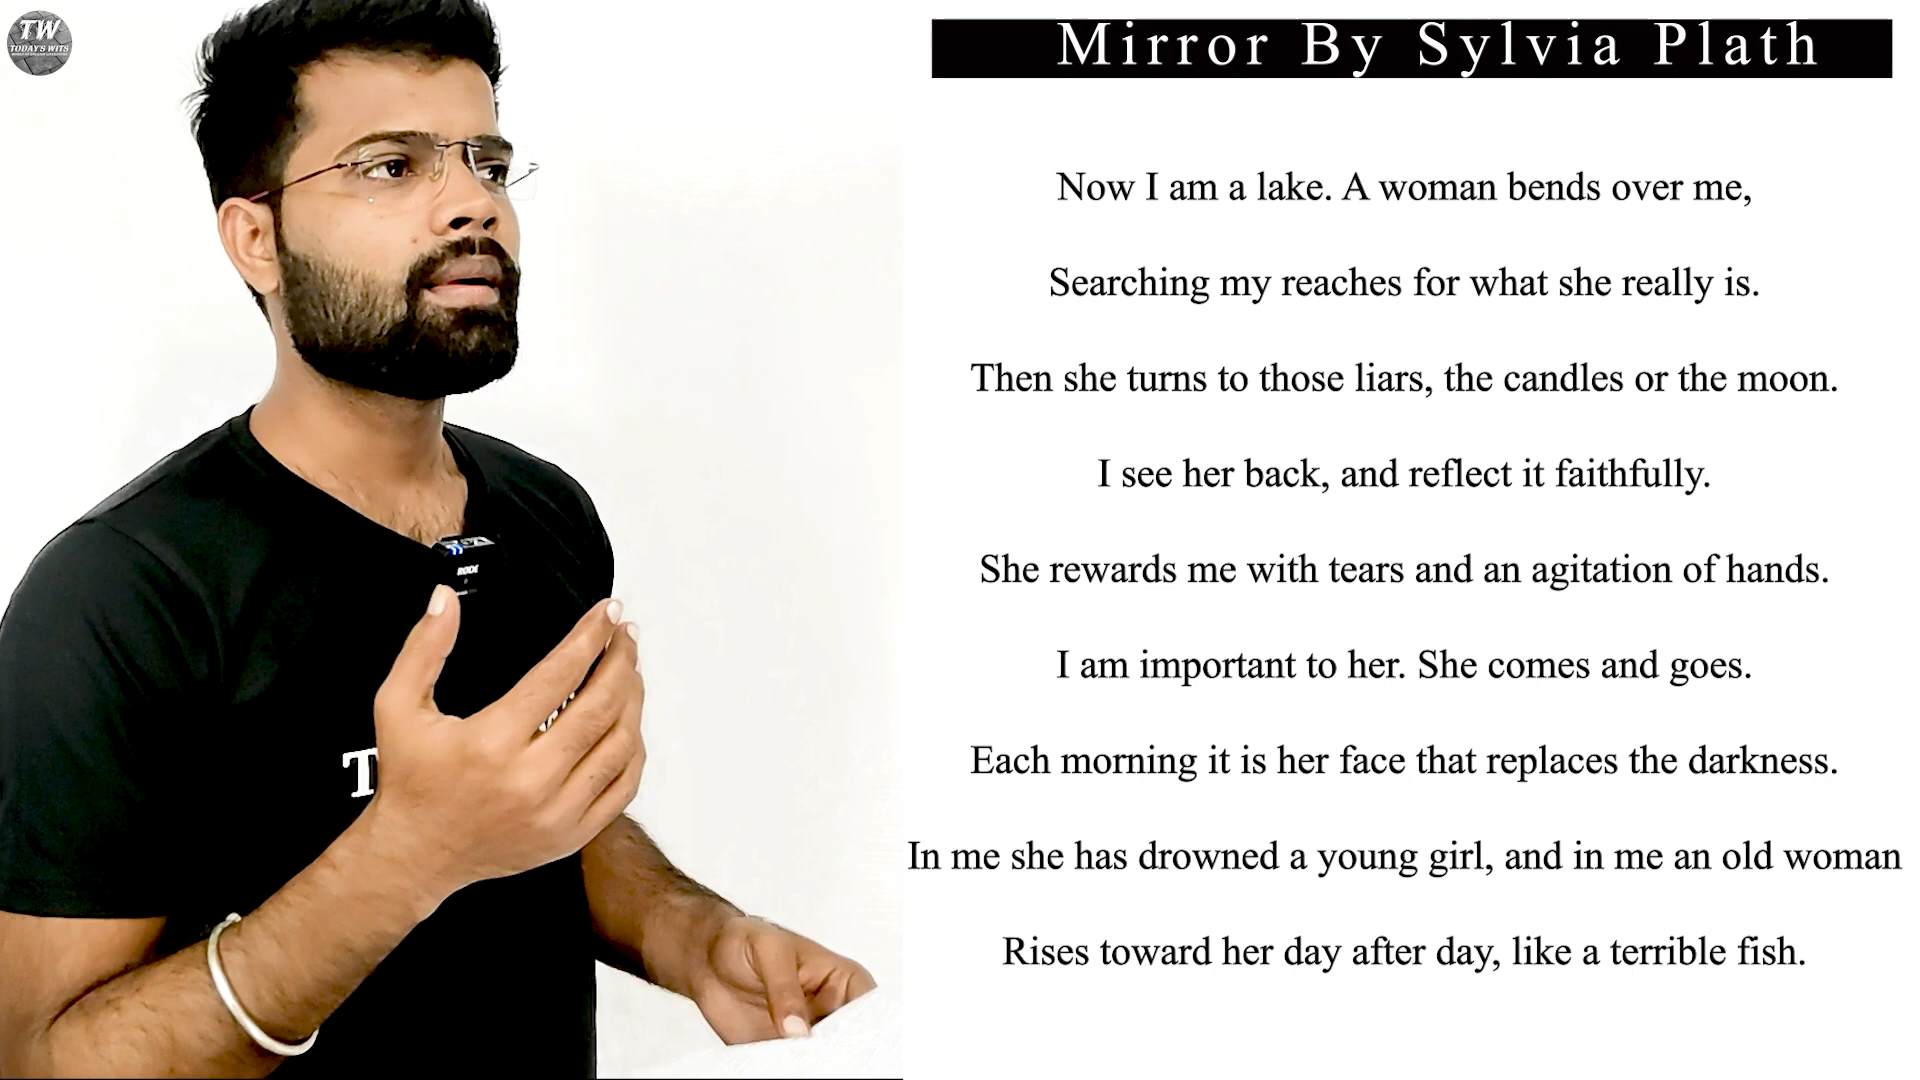 TW
TODAY'S WITS
Mirror By Sylvia Plath
Now I am a lake. A woman bends over me,
Searching my reaches for what she really is.
Then she turns to those liars, the candles or the moon.
I see her back, and reflect it faithfully.
She rewards me with tears and an agitation of hands.
I am important to her. She comes and goes.
Each morning it is her face that replaces the darkness.
In me she has drowned a young girl, and in me an old woman
Rises toward her day after day, like a terrible fish.
RODE
T